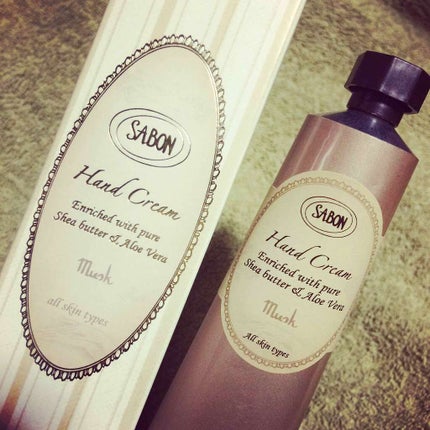 SABON
Hand Cream
Enriched with pure
Shea butter & Aloe Vera
Musk
all skin types
SABON
Hand Cream
Enriched with pure
Shea butter & Aloe Vera
Musk
All skin types